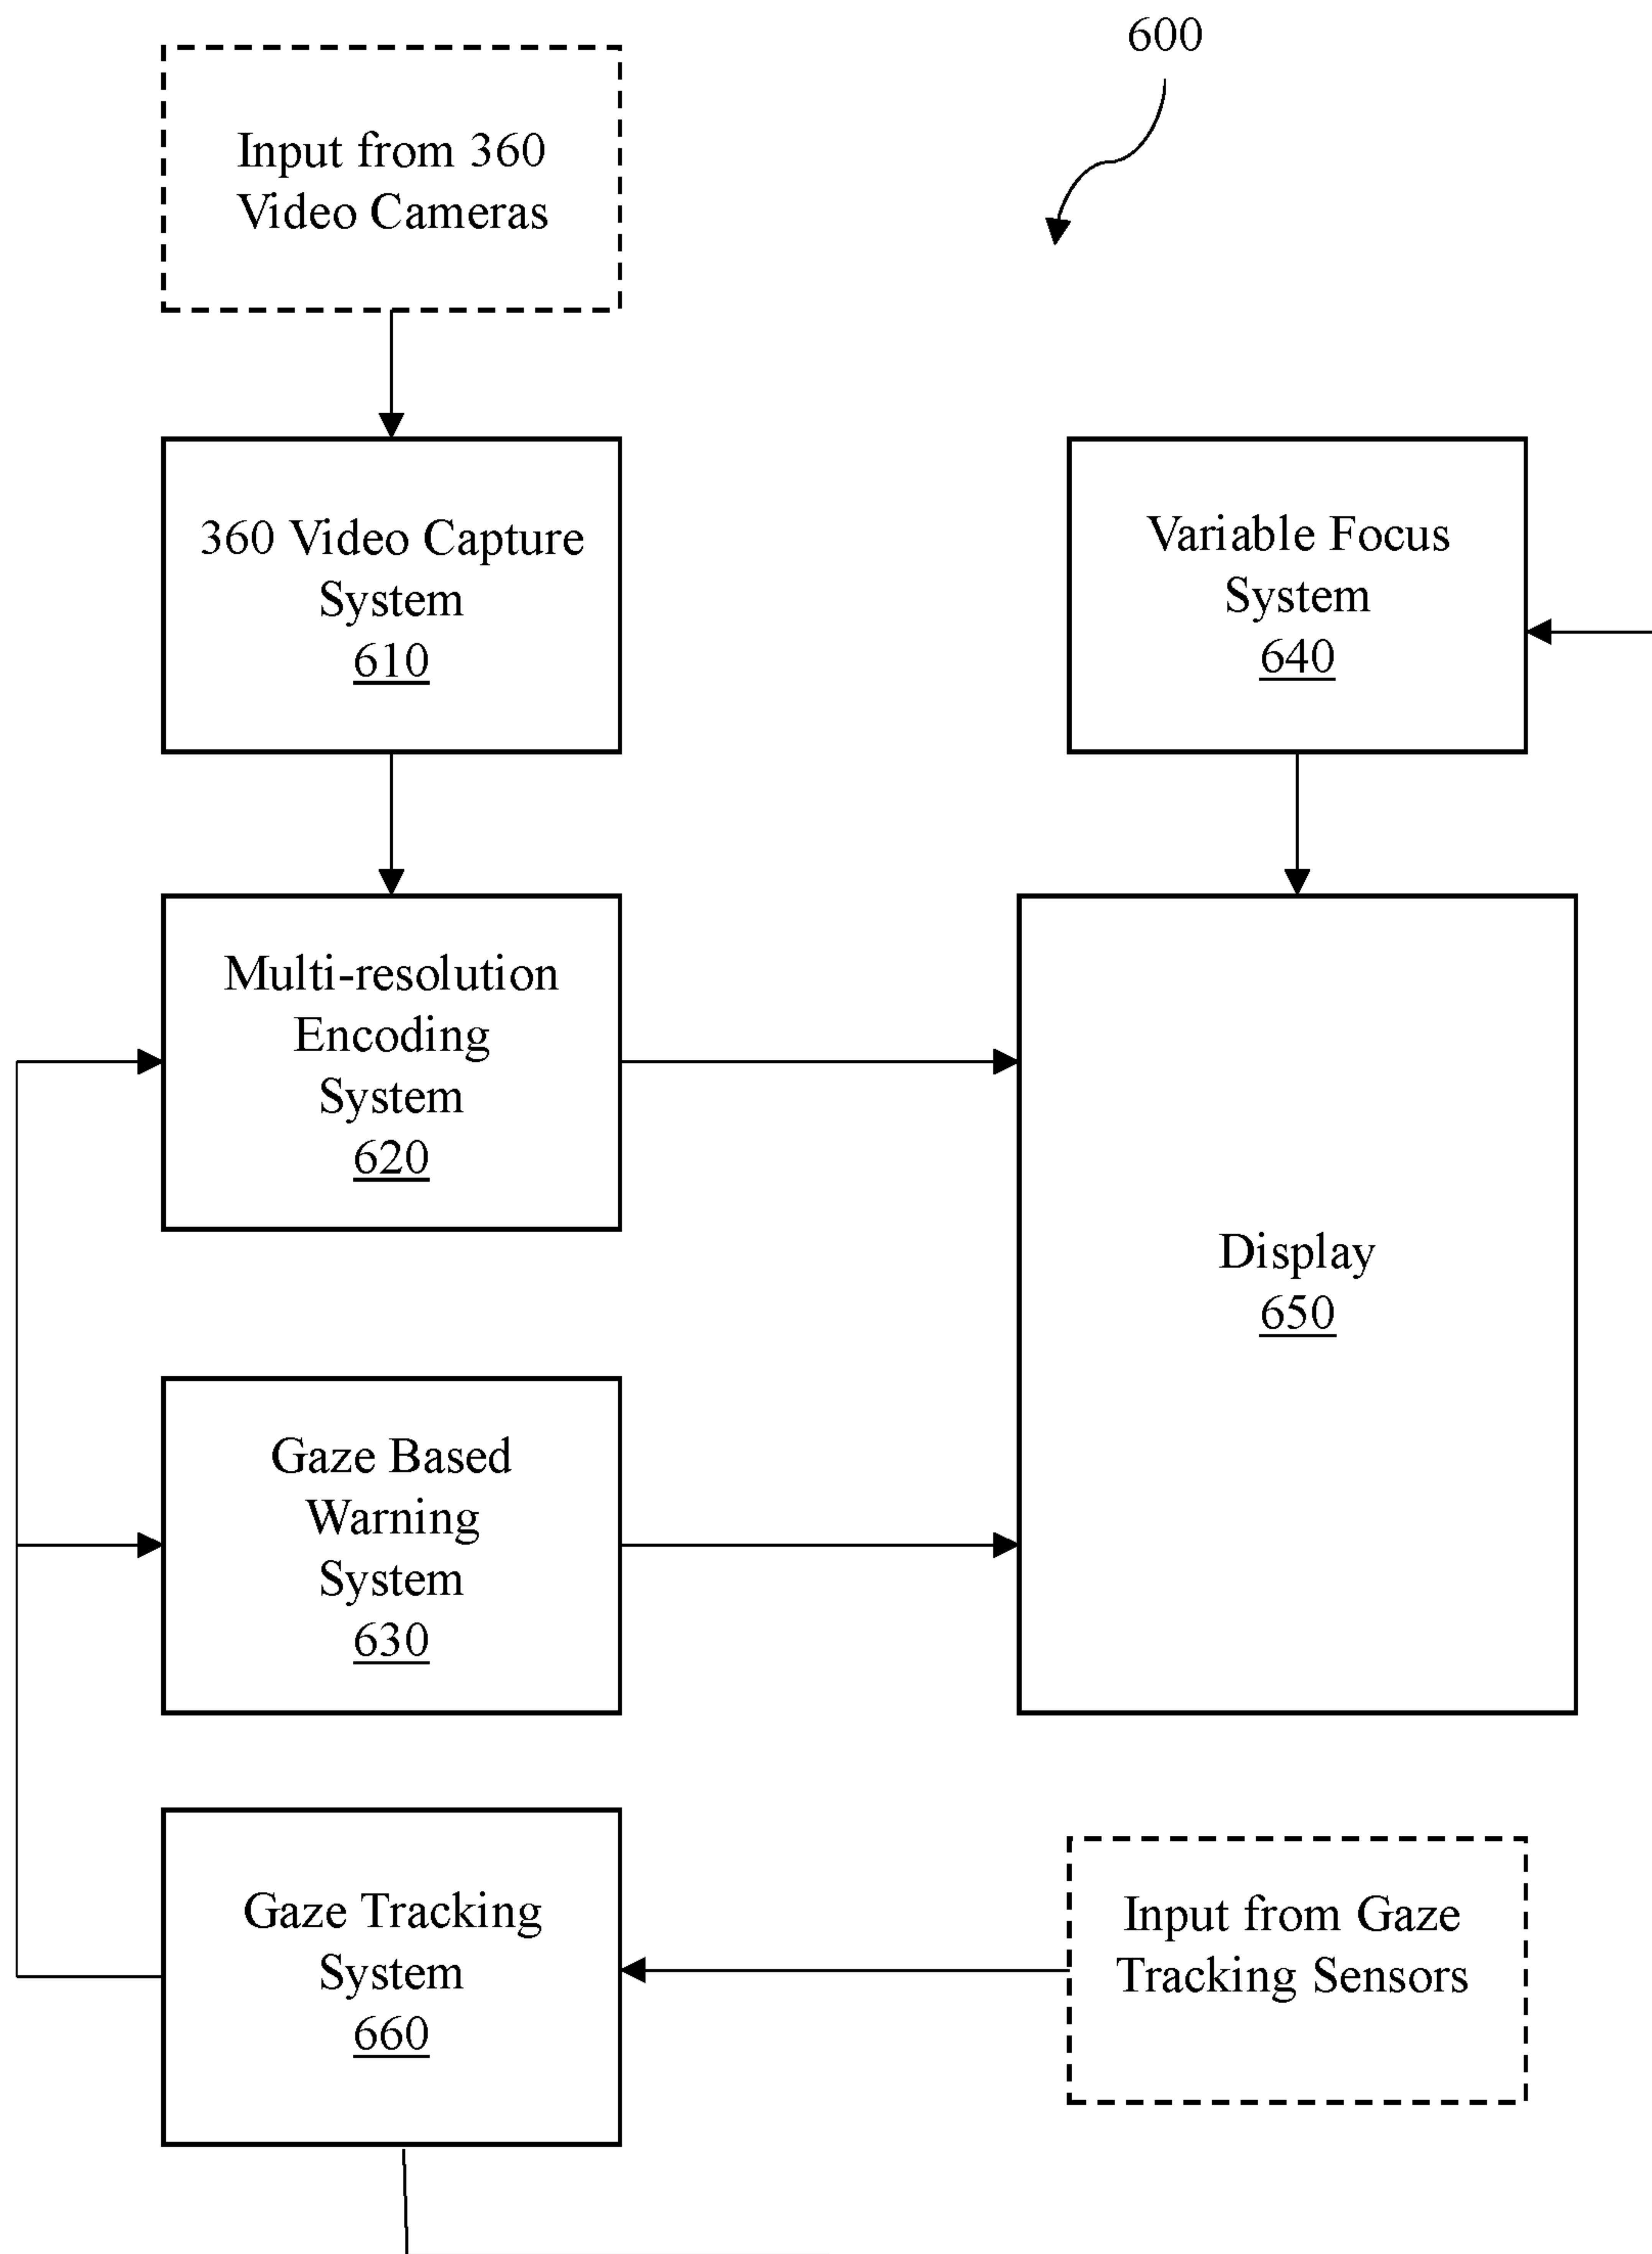 600
Input from 360
Video Cameras
360 Video Capture
System
610
Variable Focus
System
640
Multi-resolution
Encoding
System
620
Display
650
Gaze Based
Warning
System
630
Gaze Tracking
System
660
Input from Gaze
Tracking Sensors